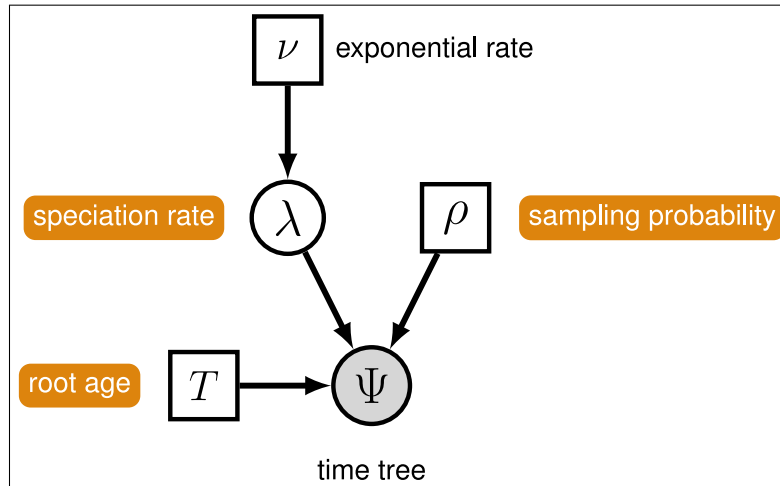 ν exponential rate
speciation rate λ ρ sampling probability
root age T Ψ
time tree